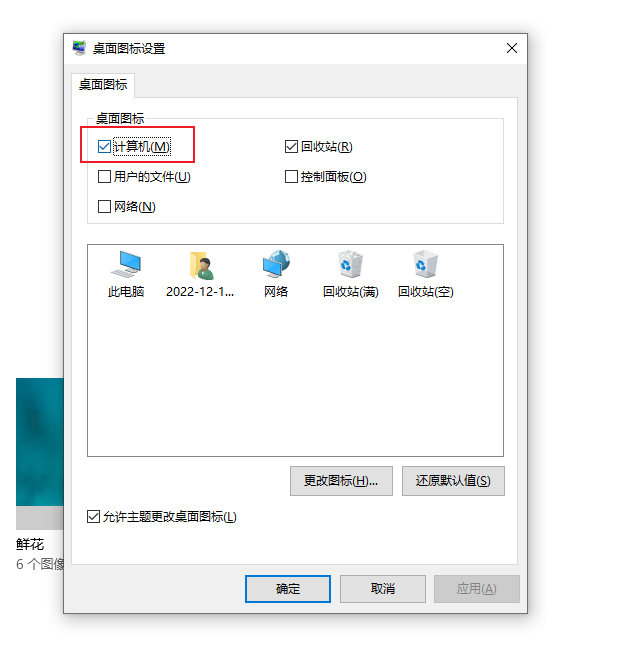 桌面图标设置
桌面图标
桌面图标
计算机(M) 回收站(R)
用户的文件(U) 控制面板(O)
网络(N)
此电脑 2022-12-1... 网络 回收站(满) 回收站(空)
更改图标(H)... 还原默认值(S)
允许主题更改桌面图标(L)
鲜花
6 个图像
确定 取消 应用(A)